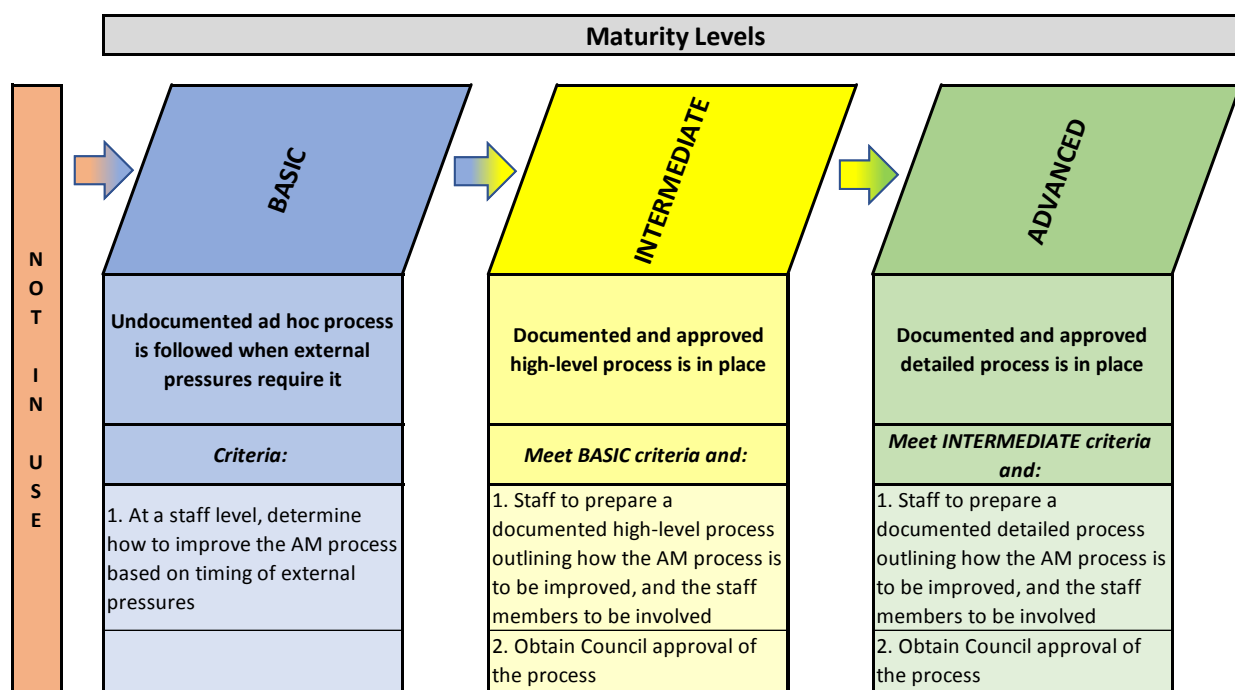 Maturity Levels
NOT IN USE
BASIC
Undocumented ad hoc process
is followed when external
pressures require it
Criteria:
1. At a staff level, determine
how to improve the AM process
based on timing of external
pressures
INTERMEDIATE
Documented and approved
high-level process is in place
Meet BASIC criteria and:
1. Staff to prepare a
documented high-level process
outlining how the AM process is
to be improved, and the staff
members to be involved
2. Obtain Council approval of
the process
ADVANCED
Documented and approved
detailed process is in place
Meet INTERMEDIATE criteria
and:
1. Staff to prepare a
documented detailed process
outlining how the AM process is
to be improved, and the staff
members to be involved
2. Obtain Council approval of
the process